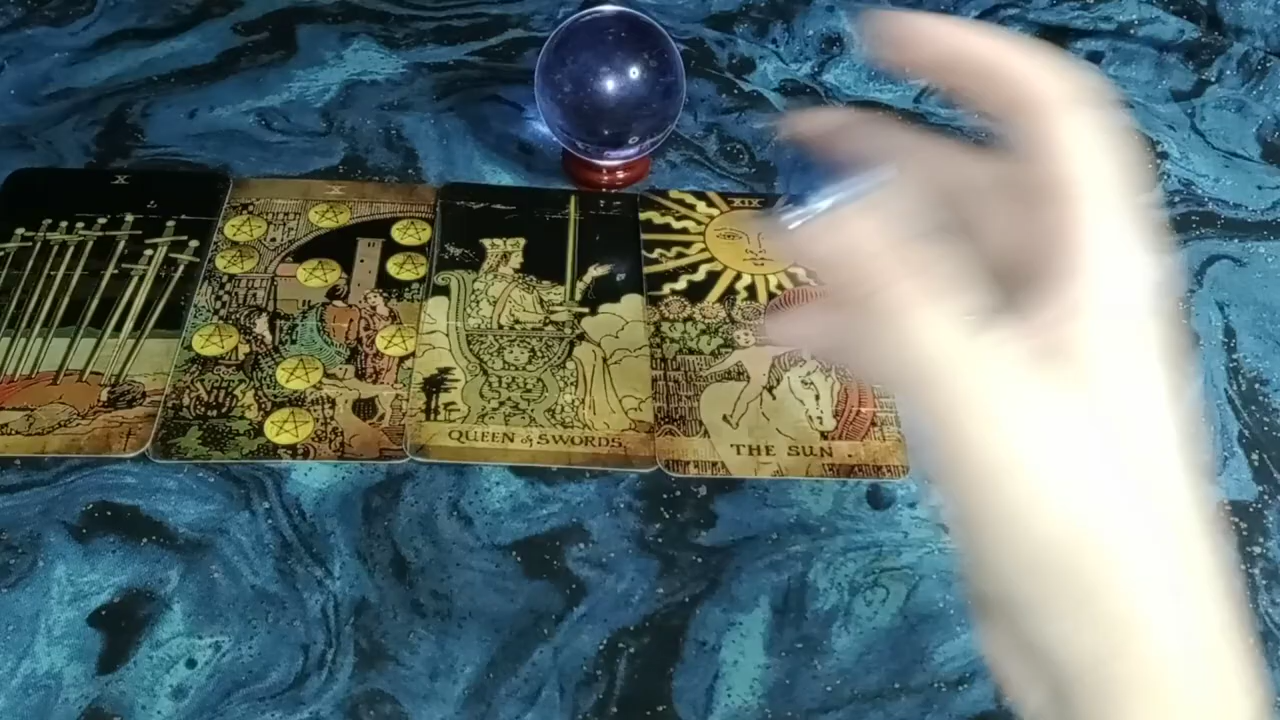 X
X
QUEEN of SWORDS.
XIX
THE SUN .